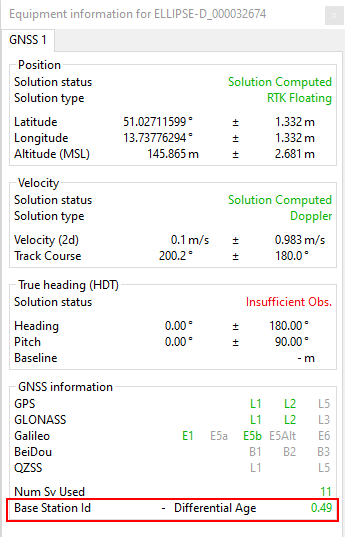 Equipment information for ELLIPSE-D_000032674 x
GNSS 1
Position
Solution status Solution Computed
Solution type RTK Floating
Latitude 51.02711599 ° ± 1.332 m
Longitude 13.73776294 ° ± 1.332 m
Altitude (MSL) 145.865 m ± 2.681 m
Velocity
Solution status Solution Computed
Solution type Doppler
Velocity (2d) 0.1 m/s ± 0.983 m/s
Track Course 200.2 ° ± 180.0 °
True heading (HDT)
Solution status Insufficient Obs.
Heading 0.00 ° ± 180.00 °
Pitch 0.00 ° ± 90.00 °
Baseline - m
GNSS information
GPS L1 L2 L5
GLONASS L1 L2 L3
Galileo E1 E5a E5b E5Alt E6
BeiDou B1 B2 B3
QZSS L1 L5
Num Sv Used 11
Base Station Id - Differential Age 0.49